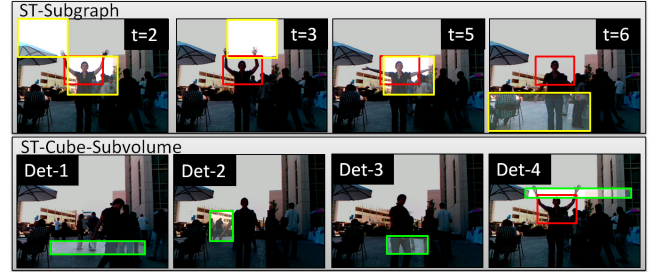 ST-Subgraph
t=2
t=3
t=5
t=6
ST-Cube-Subvolume
Det-1
Det-2
Det-3
Det-4